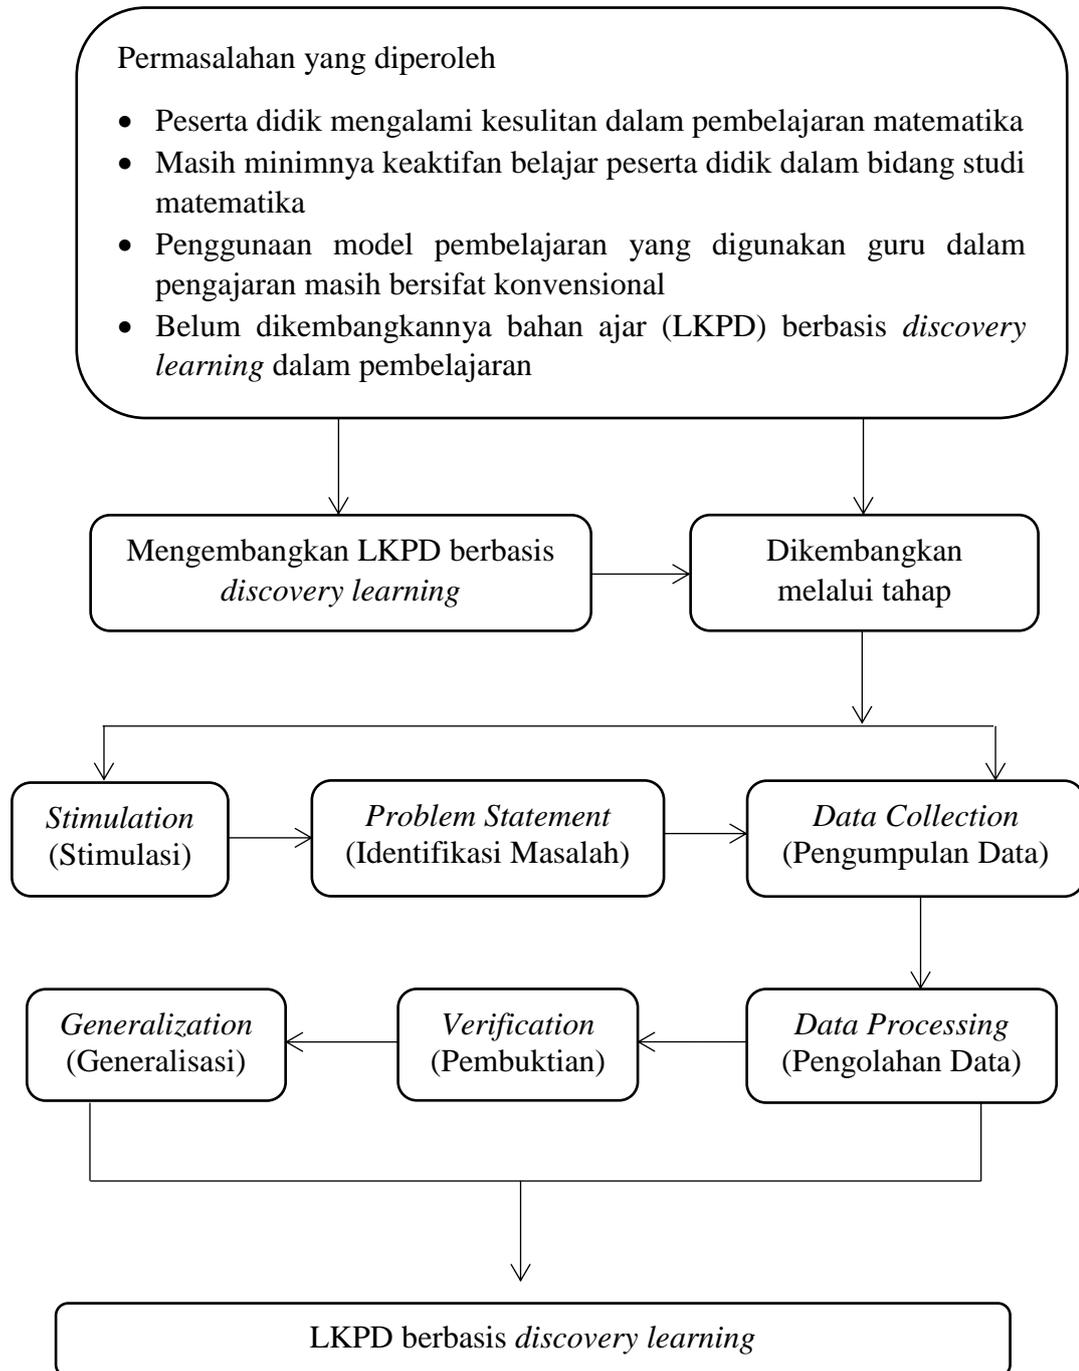 Permasalahan yang diperoleh
• Peserta didik mengalami kesulitan dalam pembelajaran matematika
• Masih minimnya keaktifan belajar peserta didik dalam bidang studi
matematika
• Penggunaan model pembelajaran yang digunakan guru dalam
pengajaran masih bersifat konvensional
• Belum dikembangkannya bahan ajar (LKPD) berbasis discovery
learning dalam pembelajaran
Mengembangkan LKPD berbasis
discovery learning
Dikembangkan
melalui tahap
Stimulation
(Stimulasi)
Problem Statement
(Identifikasi Masalah)
Data Collection
(Pengumpulan Data)
Generalization
(Generalisasi)
Verification
(Pembuktian)
Data Processing
(Pengolahan Data)
LKPD berbasis discovery learning